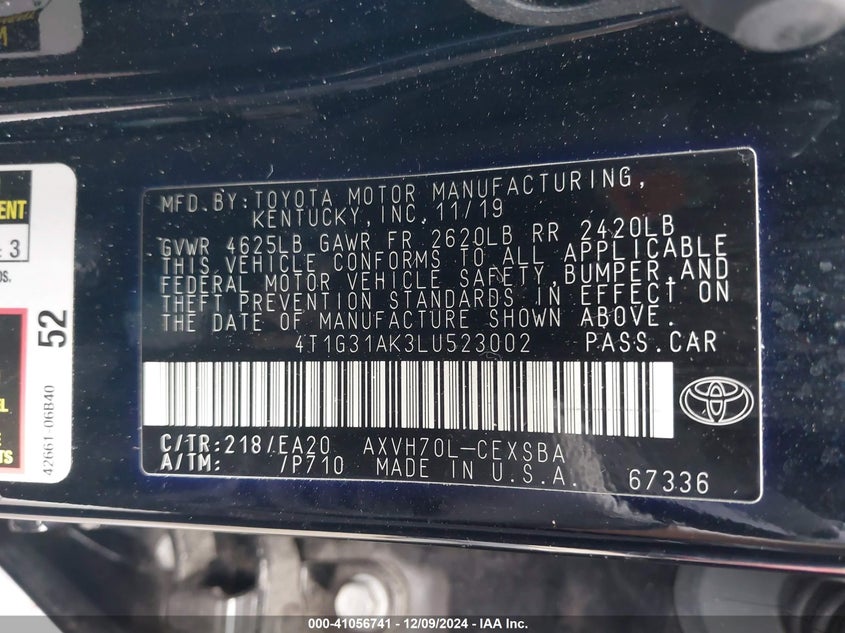 MFD. BY: TOYOTA MOTOR MANUFACTURING,
KENTUCKY, INC. 11/19
GVWR 4625LB GAWR FR 2620LB RR 2420LB
THIS VEHICLE CONFORMS TO ALL APPLICABLE
FEDERAL MOTOR VEHICLE SAFETY, BUMPER, AND
THEFT PREVENTION STANDARDS IN EFFECT ON
THE DATE OF MANUFACTURE SHOWN ABOVE.
4T1G31AK3LU523002 PASS.CAR
C/TR: 218/EA20 AXVH70L-CEXSBA
A/TM: /P710 MADE IN U.S.A. 67336
3
52
42661-06B40
000-41056741 - 12/09/2024 - IAA Inc.